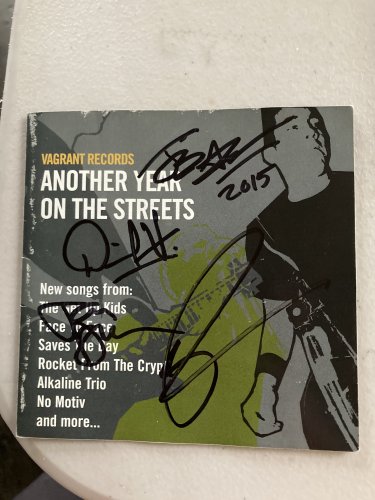 VAGRANT RECORDS
ANOTHER YEAR
ON THE STREETS
2015
New songs from:
The Kids
Face
Saves The Day
Rocket From The Crypt
Alkaline Trio
No Motiv
and more...